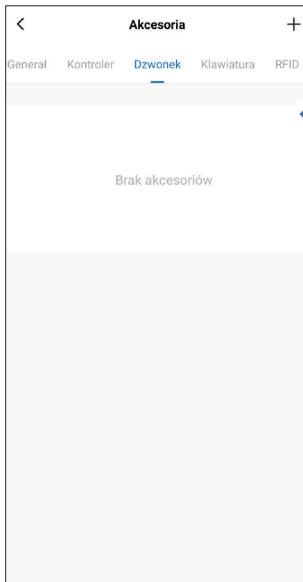 Akcesoria
Generał Kontroler Dzwonek Klawiatura RFID
Brak akcesoriów